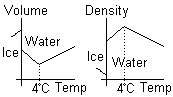 Volume
Ice
Water
4°C Temp
Density
Ice
Water
4°C Temp